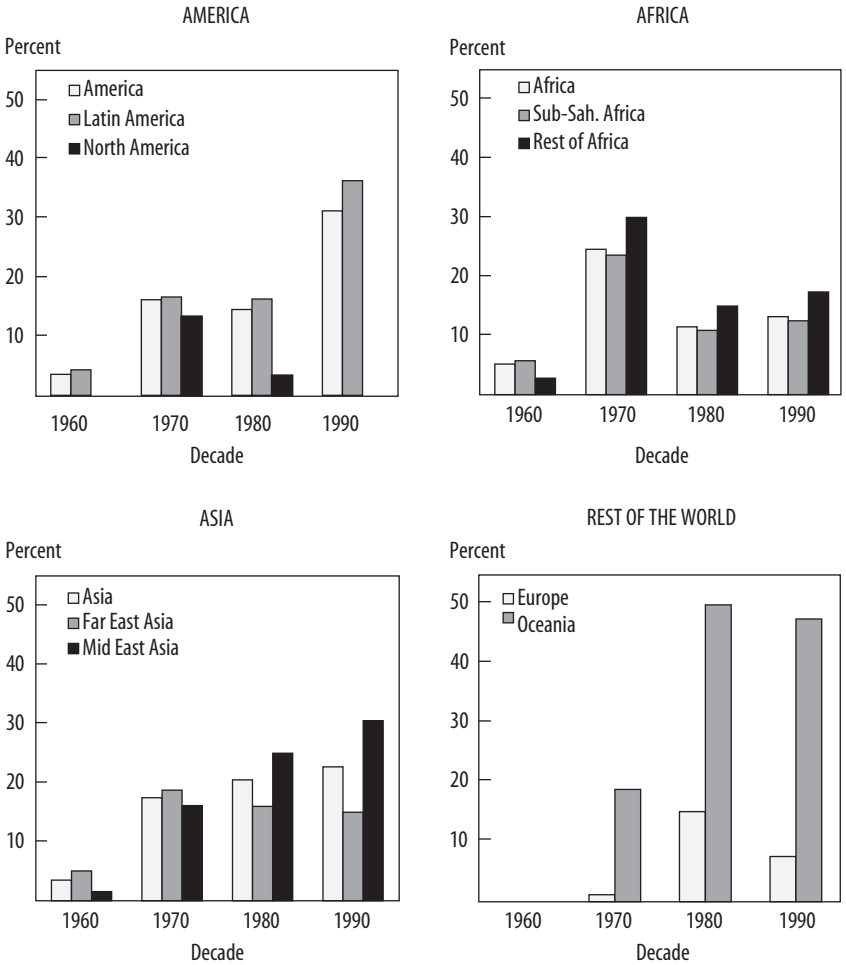 AMERICA
Percent
50
40
30
20
10
America
Latin America
North America
1960 1970 1980 1990
Decade
AFRICA
Percent
50
40
30
20
10
Africa
Sub-Sah. Africa
Rest of Africa
1960 1970 1980 1990
Decade
ASIA
Percent
50
40
30
20
10
Asia
Far East Asia
Mid East Asia
1960 1970 1980 1990
Decade
REST OF THE WORLD
Percent
50
40
30
20
10
Europe
Oceania
1960 1970 1980 1990
Decade